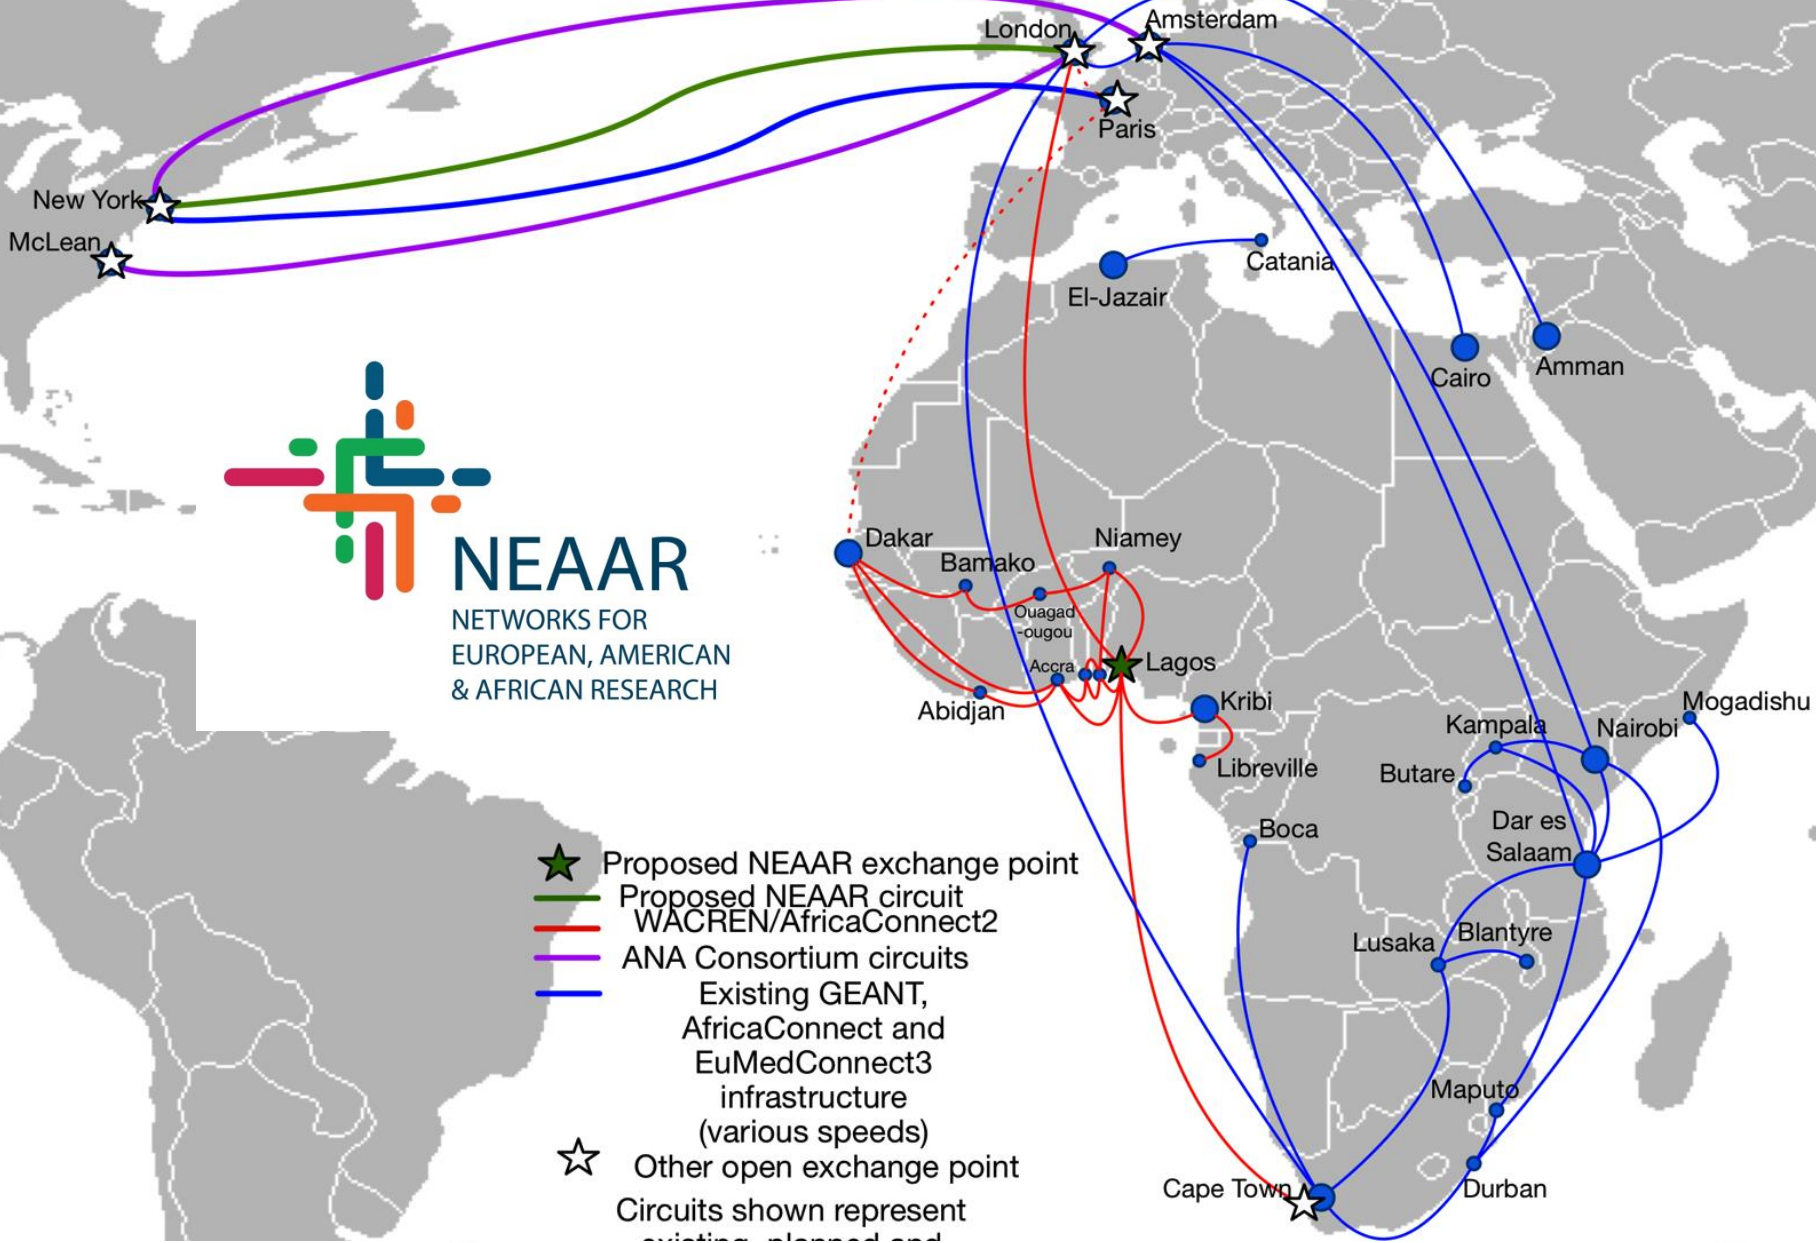 London
Amsterdam
Paris
New York
McLean
Catania
El-Jazair
Cairo
Amman
NEAAR
NETWORKS FOR
EUROPEAN, AMERICAN
& AFRICAN RESEARCH
Dakar
Bamako
Niamey
Ouagad
-ougou
Accra
Lagos
Abidjan
Kribi
Libreville
Mogadishu
Kampala
Nairobi
Butare
Dar es
Salaam
Boca
Lusaka
Blantyre
Maputo
Durban
Cape Town
Proposed NEAAR exchange point
Proposed NEAAR circuit
WACREN/AfricaConnect2
ANA Consortium circuits
Existing GEANT,
AfricaConnect and
EuMedConnect3
infrastructure
(various speeds)
Other open exchange point
Circuits shown represent
existing, planned and